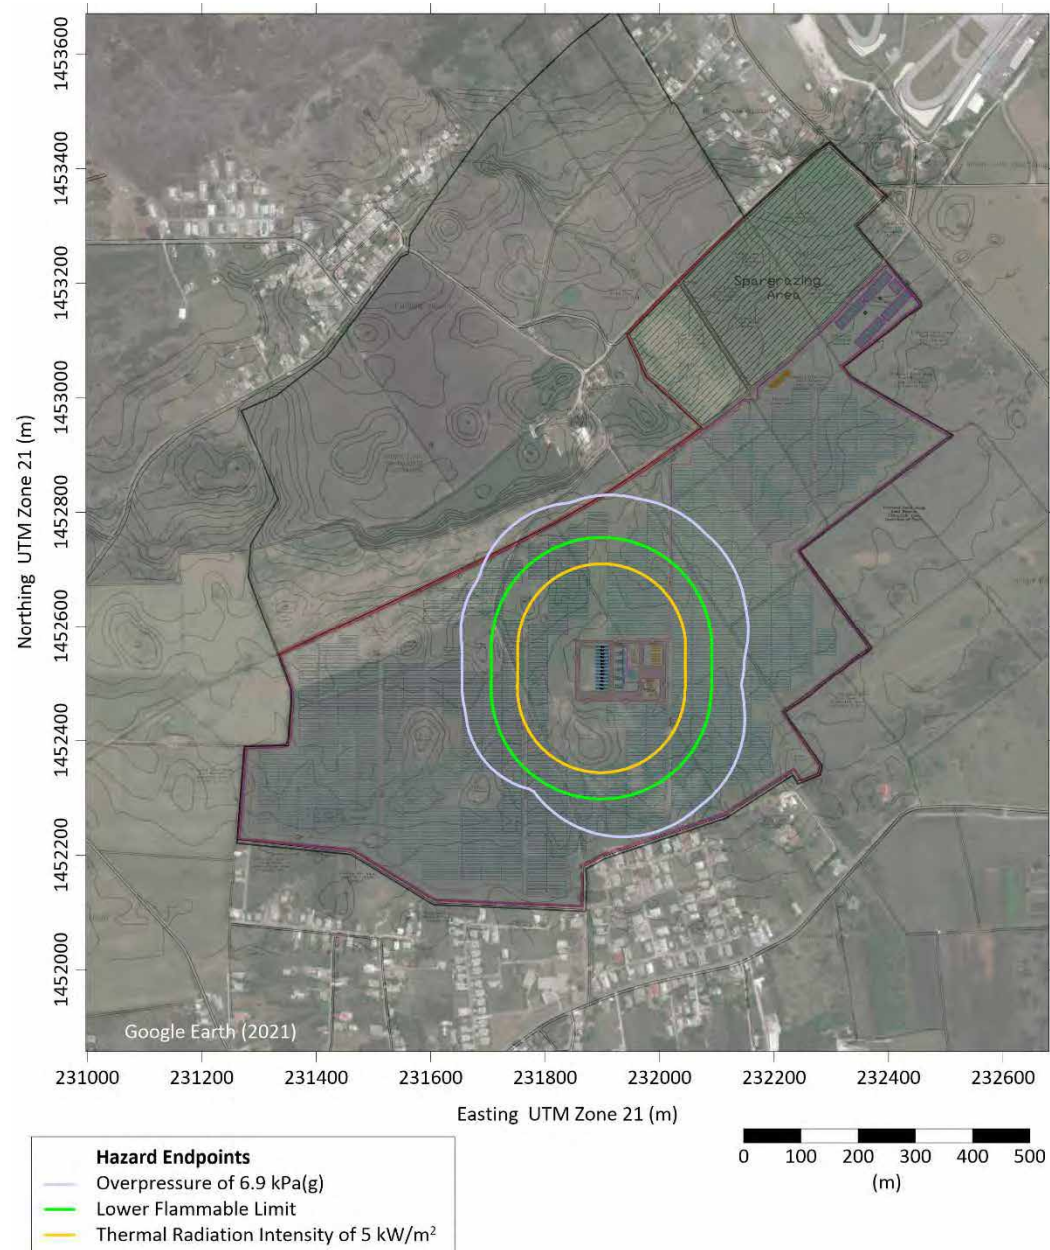 1453600
1453400
1453200
1453000
1452800
1452600
1452400
1452200
1452000
Northing UTM Zone 21 (m)
Spargrazing
Area
Google Earth (2021)
231000 231200 231400 231600 231800 232000 232200 232400 232600
Easting UTM Zone 21 (m)
0 100 200 300 400 500
(m)
Hazard Endpoints
Overpressure of 6.9 kPa(g)
Lower Flammable Limit
Thermal Radiation Intensity of 5 kW/m²